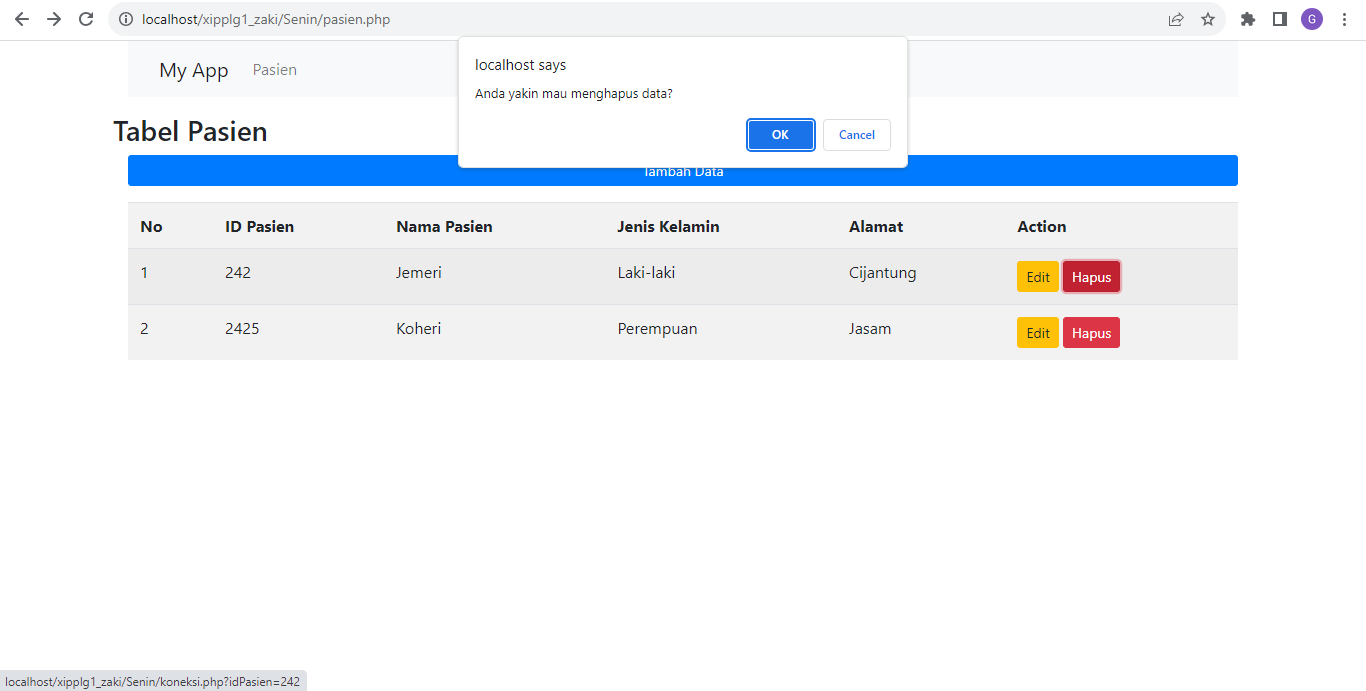 localhost/xipplg1_zaki/Senin/pasien.php
G
My App Pasien
localhost says
Anda yakin mau menghapus data?
OK Cancel
Tabel Pasien
Tambah Data
No ID Pasien Nama Pasien Jenis Kelamin Alamat Action
1 242 Jemeri Laki-laki Cijantung Edit Hapus
2 2425 Koheri Perempuan Jasam Edit Hapus
localhost/xipplg1_zaki/Senin/koneksi.php?idPasien=242